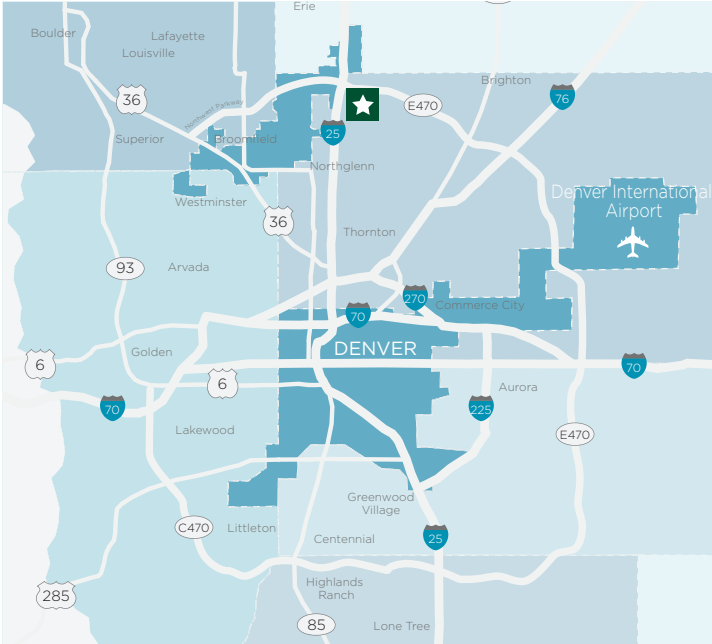 Erie
Boulder
Lafayette
Louisville
Brighton
36
E470
76
Northwest Parkway
25
Superior
Broomfield
Northglenn
Denver International
Airport
Westminster
36
Thornton
93
Arvada
270
Commerce City
70
DENVER
Golden
6
70
6
Aurora
70
225
Lakewood
E470
Greenwood
Village
C470
Littleton
Centennial
25
Highlands
Ranch
285
85
Lone Tree